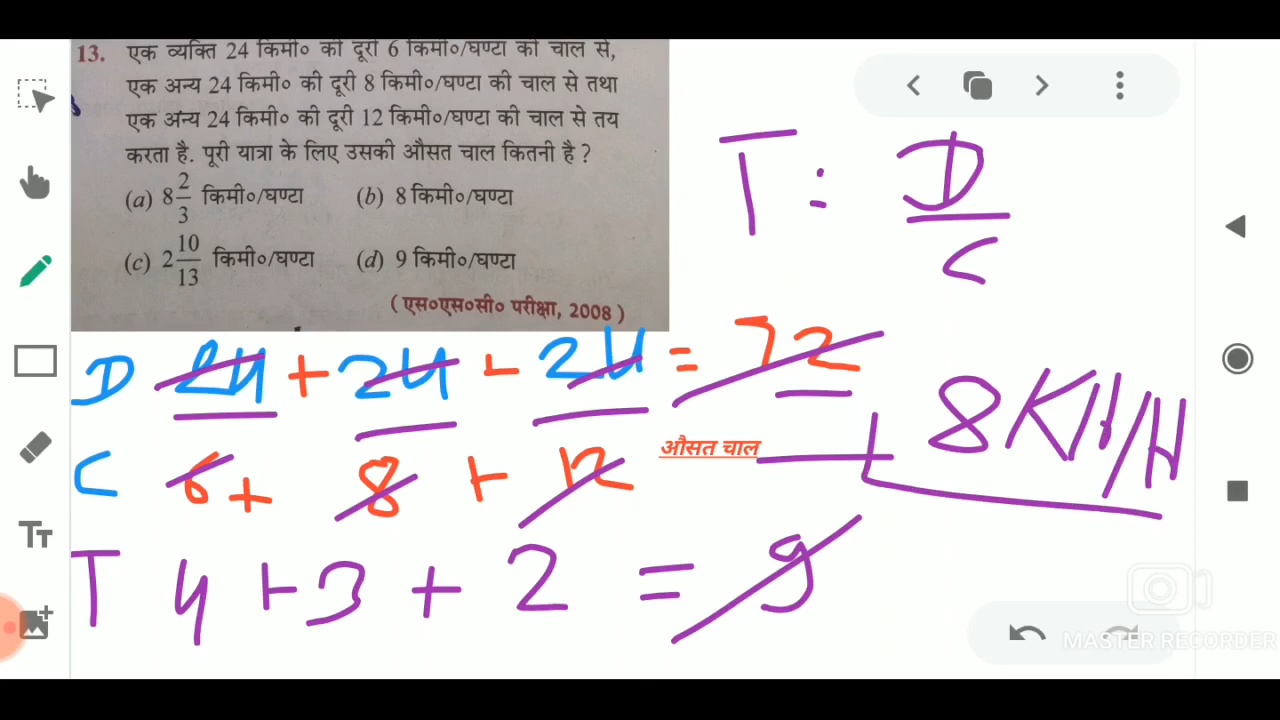 13. एक व्यक्ति 24 किमी० की दूरी 6 किमी०/घण्टा की चाल से,
एक अन्य 24 किमी० की दूरी 8 किमी०/घण्टा की चाल से तथा
एक अन्य 24 किमी० की दूरी 12 किमी०/घण्टा की चाल से तय
करता है. पूरी यात्रा के लिए उसकी औसत चाल कितनी है ?
(a) 8 2/3 किमी०/घण्टा (b) 8 किमी०/घण्टा
(c) 2 10/13 किमी०/घण्टा (d) 9 किमी०/घण्टा
( एस०एस०सी० परीक्षा, 2008 )
T = D/C
D 24 + 24 + 24 = 72
C 6 + 8 + 12
औसत चाल 8 KM/H
T 4 + 3 + 2 = 9
Tт
MASTER RECORDER